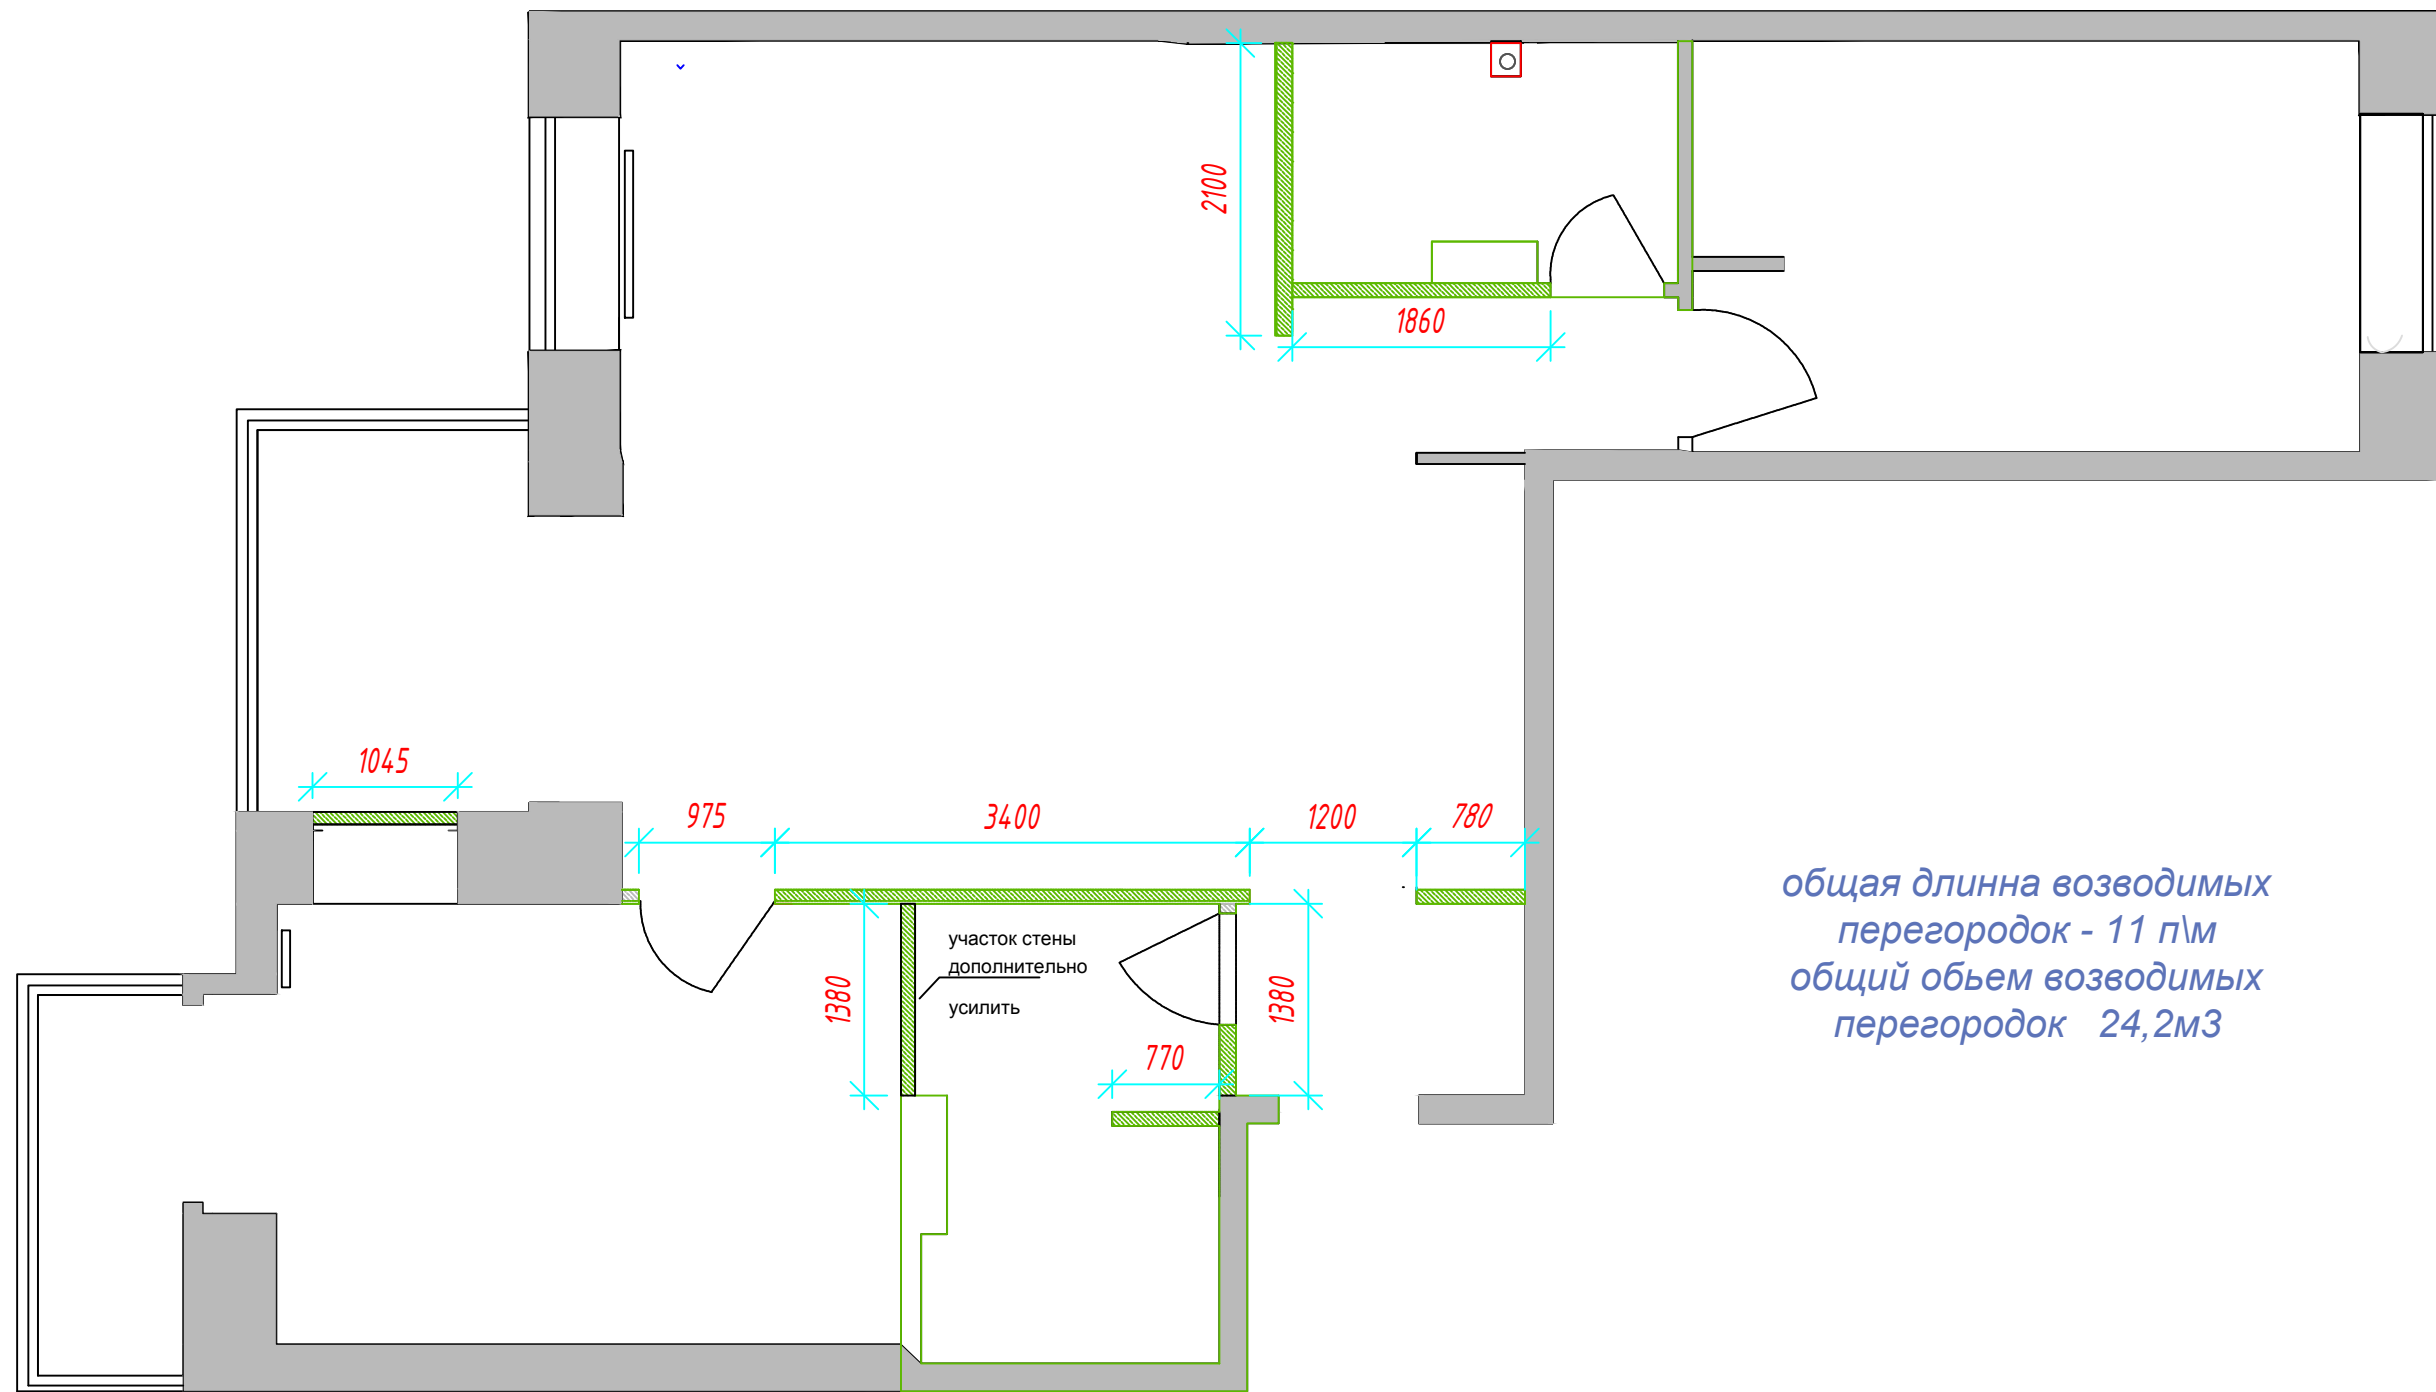 2100
1860
1045
975
3400
1200
780
участок стены
дополнительно
усилить
1380
1380
770
общая длинна возводимых
перегородок - 11 п\м
общий обьем возводимых
перегородок 24,2м3